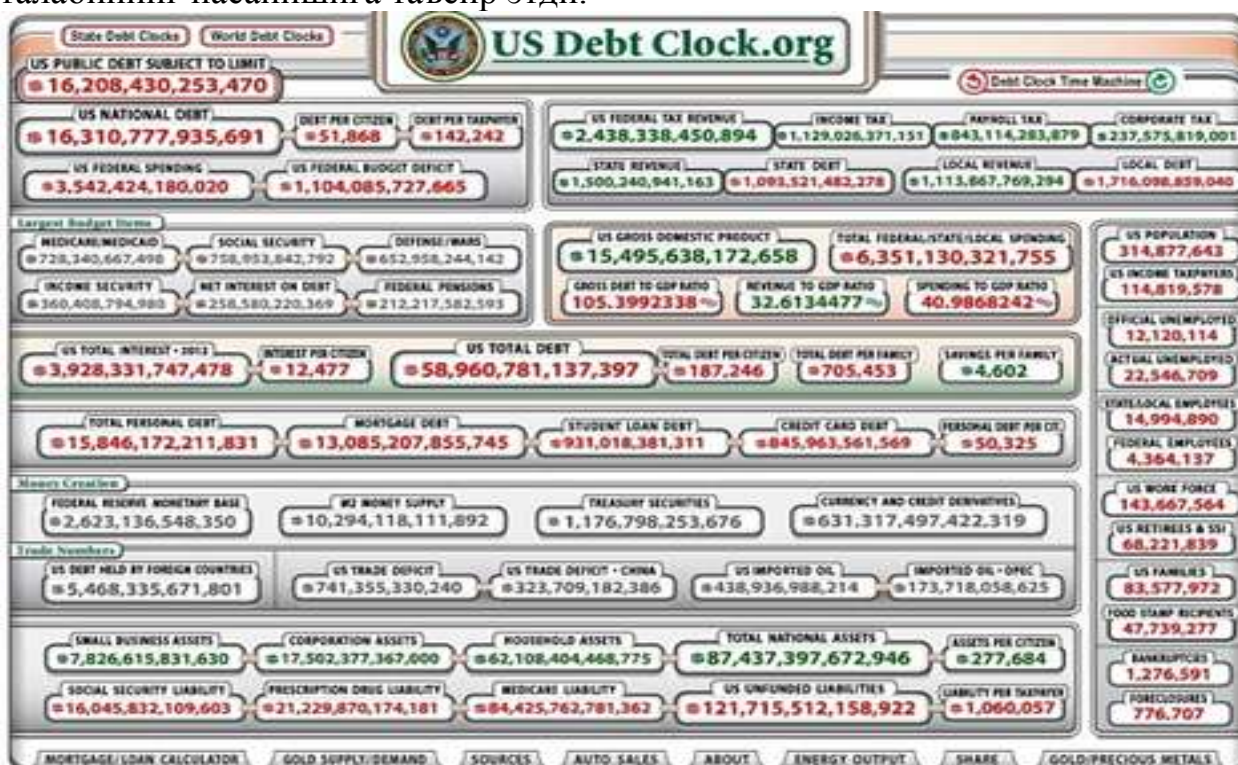 талабининг пасайишига таъсир этди.
State Debt Clocks World Debt Clocks
US Debt Clock.org
Debt Clock Time Machine
US PUBLIC DEBT SUBJECT TO LIMIT
16,208,430,253,470
US NATIONAL DEBT DEBT PER CITIZEN DEBT PER TAXPAYER
16,310,777,935,691 51,868 142,242
US FEDERAL SPENDING US FEDERAL BUDGET DEFICIT
3,542,424,180,020 1,104,085,727,665
US FEDERAL TAX REVENUE INCOME TAX PAYROLL TAX CORPORATE TAX
2,438,338,450,894 1,129,026,371,151 843,114,283,879 237,575,819,001
STATE REVENUE STATE DEBT LOCAL REVENUE LOCAL DEBT
1,500,240,941,163 1,093,521,482,278 1,113,867,769,294 1,716,098,859,040
Largest Budget Items
MEDICARE/MEDICAID SOCIAL SECURITY DEFENSE/WARS
728,340,667,498 758,953,842,792 652,958,244,142
INCOME SECURITY NET INTEREST ON DEBT FEDERAL PENSIONS
360,408,794,980 258,580,220,369 212,217,582,593
US GROSS DOMESTIC PRODUCT TOTAL FEDERAL/STATE/LOCAL SPENDING
15,495,638,172,658 6,351,130,321,755
GROSS DEBT TO GDP RATIO REVENUE TO GDP RATIO SPENDING TO GDP RATIO
105.3992338% 32.6134477% 40.9868242%
US TOTAL INTEREST - 2012 INTEREST PER CITIZEN US TOTAL DEBT TOTAL DEBT PER CITIZEN TOTAL DEBT PER FAMILY SAVINGS PER FAMILY
3,928,331,747,478 12,477 58,960,781,137,397 187,246 705,453 4,602
TOTAL PERSONAL DEBT MORTGAGE DEBT STUDENT LOAN DEBT CREDIT CARD DEBT PERSONAL DEBT PER CIT.
15,846,172,211,831 13,085,207,855,745 931,018,381,311 845,963,561,569 50,325
Money Creation
FEDERAL RESERVE MONETARY BASE M2 MONEY SUPPLY TREASURY SECURITIES CURRENCY AND CREDIT DERIVATIVES
2,623,136,548,350 10,294,118,111,892 1,176,798,253,676 631,317,497,422,319
Trade Numbers
US DEBT HELD BY FOREIGN COUNTRIES US TRADE DEFICIT US TRADE DEFICIT - CHINA US IMPORTED OIL IMPORTED OIL - OPEC
5,468,335,671,801 741,355,330,240 323,709,182,386 438,936,988,214 173,718,058,625
SMALL BUSINESS ASSETS CORPORATION ASSETS HOUSEHOLD ASSETS TOTAL NATIONAL ASSETS ASSETS PER CITIZEN
7,826,615,831,630 17,502,377,367,000 62,108,404,468,775 87,437,397,672,946 277,684
SOCIAL SECURITY LIABILITY PRESCRIPTION DRUG LIABILITY MEDICARE LIABILITY US UNFUNDED LIABILITIES LIABILITY PER TAXPAYER
16,045,832,109,603 21,229,870,174,181 84,425,762,781,362 121,715,512,158,922 1,060,057
US POPULATION
314,877,643
US INCOME TAXPAYERS
114,819,578
OFFICIAL UNEMPLOYED
12,120,114
ACTUAL UNEMPLOYED
22,546,709
STATE/LOCAL EMPLOYEES
14,994,890
FEDERAL EMPLOYEES
4,364,137
US WORK FORCE
143,667,564
US RETIREES & SSI
68,221,839
US FAMILIES
83,577,972
FOOD STAMP RECIPIENTS
47,739,277
BANKRUPTCIES
1,276,591
FORECLOSURES
776,707
MORTGAGE/LOAN CALCULATOR GOLD SUPPLY/DEMAND SOURCES AUTO SALES ABOUT ENERGY OUTPUT SHARE GOLD/PRECIOUS METALS